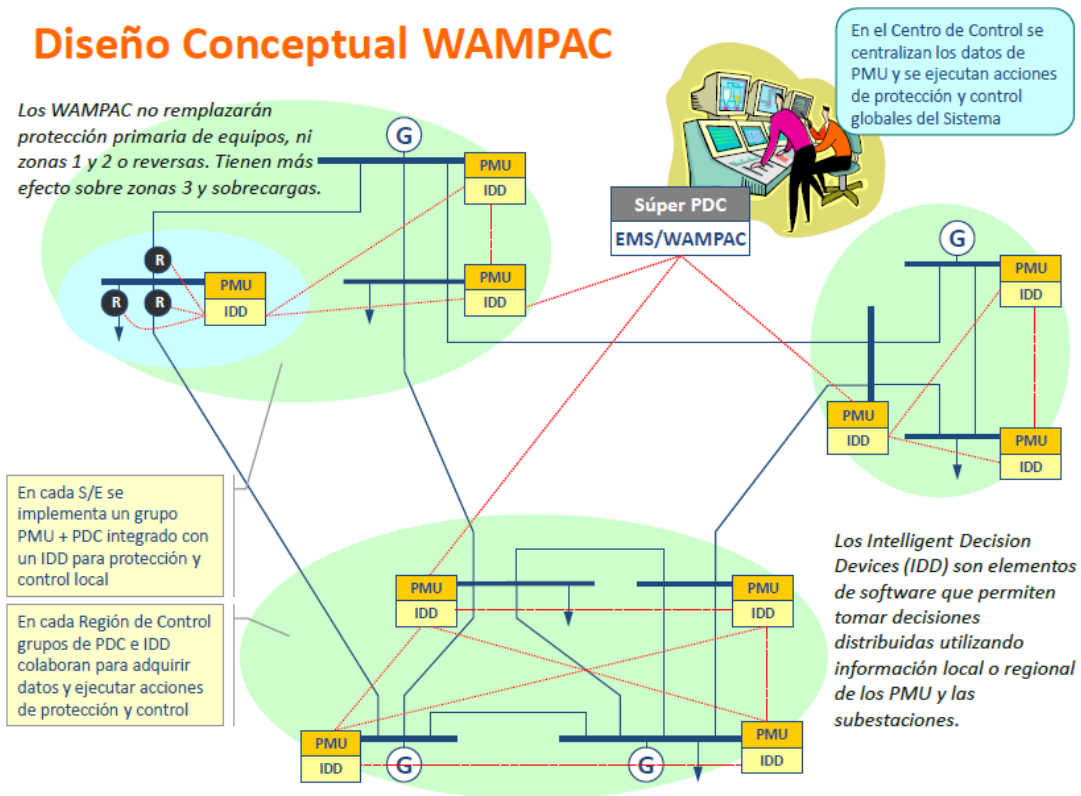 Diseño Conceptual WAMPAC
En el Centro de Control se
centralizan los datos de
PMU y se ejecutan acciones
de protección y control
globales del Sistema
Los WAMPAC no remplazarán
protección primaria de equipos, ni
zonas 1 y 2 o reversas. Tienen más
efecto sobre zonas 3 y sobrecargas.
G
PMU
IDD
Súper PDC
EMS/WAMPAC
G
PMU
IDD
R
R
R
PMU
IDD
PMU
IDD
PMU
IDD
PMU
IDD
En cada S/E se
implementa un grupo
PMU + PDC integrado con
un IDD para protección y
control local
En cada Región de Control
grupos de PDC e IDD
colaboran para adquirir
datos y ejecutar acciones
de protección y control
Los Intelligent Decision
Devices (IDD) son elementos
de software que permiten
tomar decisiones
distribuidas utilizando
información local o regional
de los PMU y las
subestaciones.
PMU
IDD
PMU
IDD
PMU
IDD
G
G
PMU
IDD